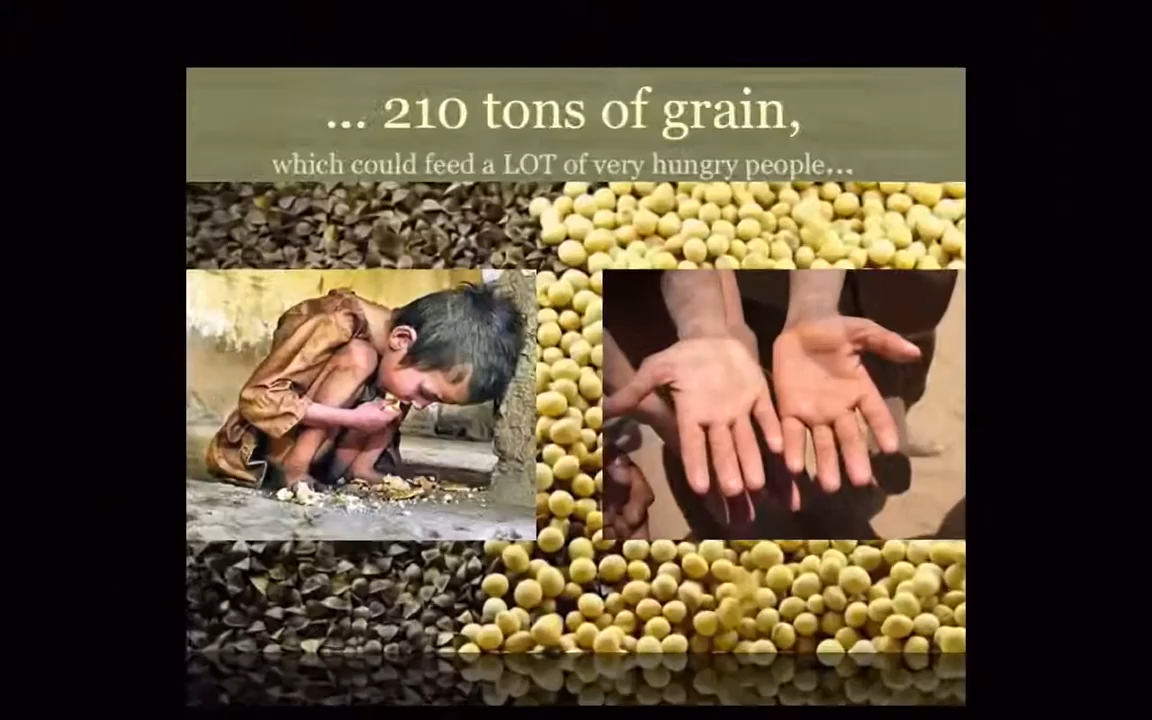 ... 210 tons of grain,
which could feed a LOT of very hungry people...